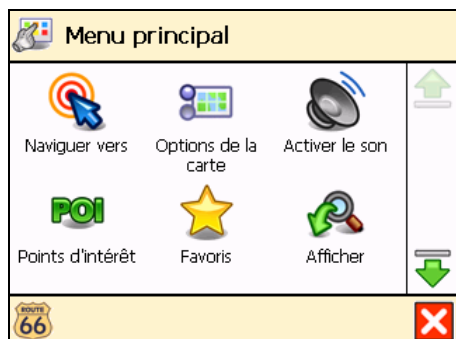 Menu principal
Naviguer vers
Options de la
carte
Activer le son
POI
Points d'intérêt
Favoris
Afficher
ROUTE
66